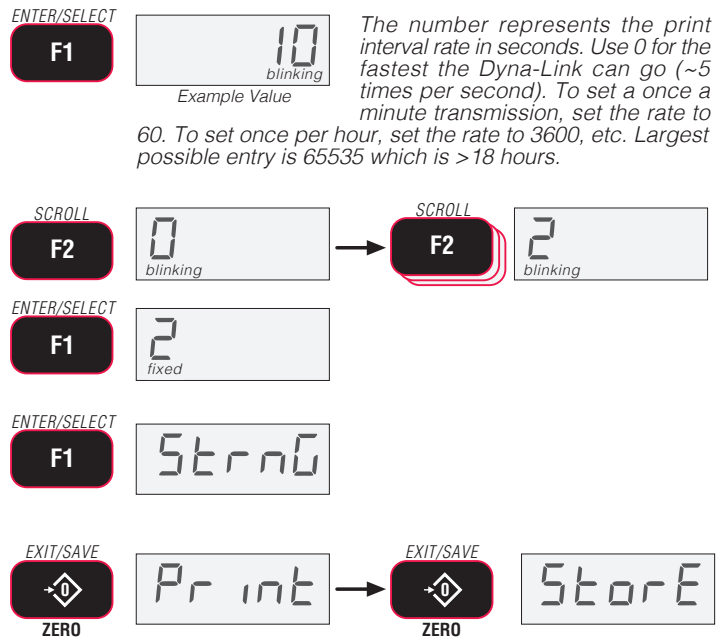 ENTER/SELECT
F1
10
blinking
Example Value
The number represents the print
interval rate in seconds. Use 0 for the
fastest the Dyna-Link can go (~5
times per second). To set a once a
minute transmission, set the rate to
60. To set once per hour, set the rate to 3600, etc. Largest
possible entry is 65535 which is >18 hours.
SCROLL
F2
0
blinking
SCROLL
F2
2
blinking
ENTER/SELECT
F1
2
fixed
ENTER/SELECT
F1
StrnG
EXIT/SAVE
0
ZERO
Print
EXIT/SAVE
0
ZERO
StorE